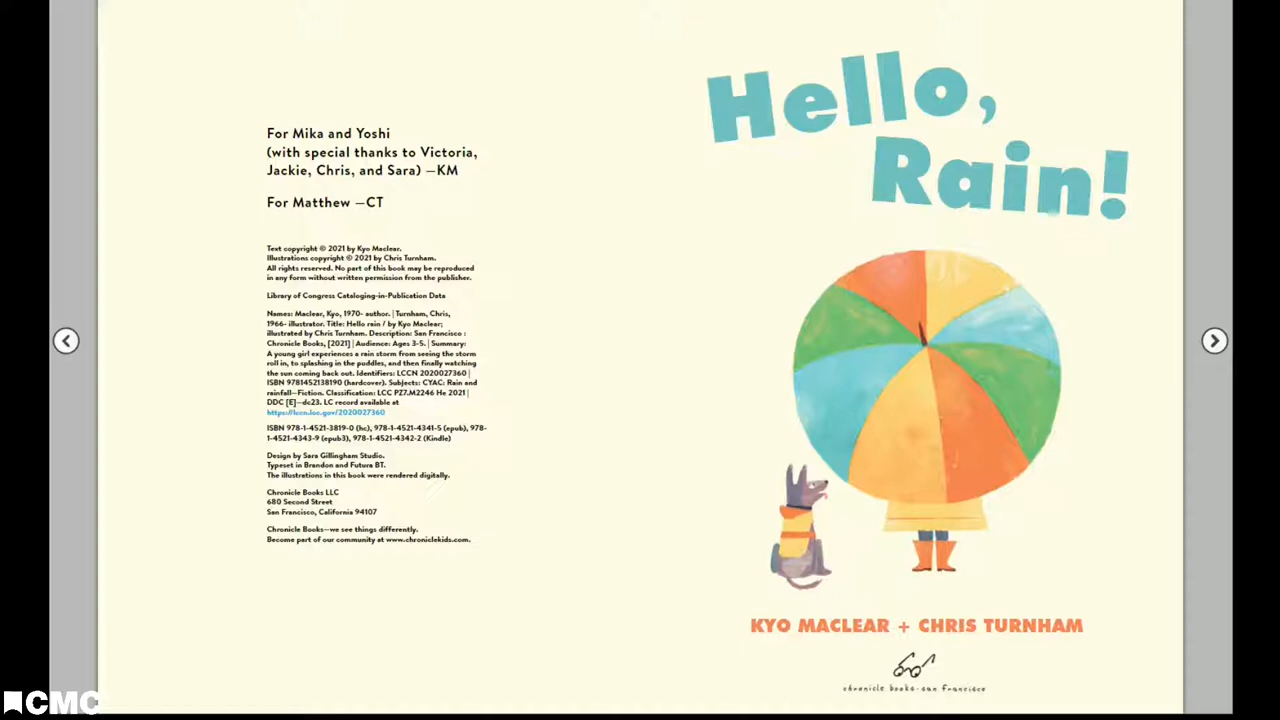 For Mika and Yoshi
(with special thanks to Victoria,
Jackie, Chris, and Sara) —KM
For Matthew —CT
Text copyright © 2021 by Kyo Maclear.
Illustrations copyright © 2021 by Chris Turnham.
All rights reserved. No part of this book may be reproduced
in any form without written permission from the publisher.
Library of Congress Cataloging-in-Publication Data
Names: Maclear, Kyo, 1970- author. | Turnham, Chris,
1966- illustrator. Title: Hello rain / by Kyo Maclear;
illustrated by Chris Turnham. Description: San Francisco :
Chronicle Books, [2021] | Audience: Ages 3-5. | Summary:
A young girl experiences a rain storm from seeing the storm
roll in, to splashing in the puddles, and then finally watching
the sun coming back out. Identifiers: LCCN 2020027360 |
ISBN 9781452138190 (hardcover). Subjects: CYAC: Rain and
rainfall—Fiction. Classification: LCC PZ7.M2246 He 2021 |
DDC [E]—dc23. LC record available at
https://lccn.loc.gov/2020027360
ISBN 978-1-4521-3819-0 (hc), 978-1-4521-4341-5 (epub), 978-
1-4521-4343-9 (epub3), 978-1-4521-4342-2 (Kindle)
Design by Sara Gillingham Studio.
Typeset in Brandon and Futura BT.
The illustrations in this book were rendered digitally.
Chronicle Books LLC
680 Second Street
San Francisco, California 94107
Chronicle Books—we see things differently.
Become part of our community at www.chroniclekids.com.
Hello,
Rain!
KYO MACLEAR + CHRIS TURNHAM
chronicle books · san francisco
CMC